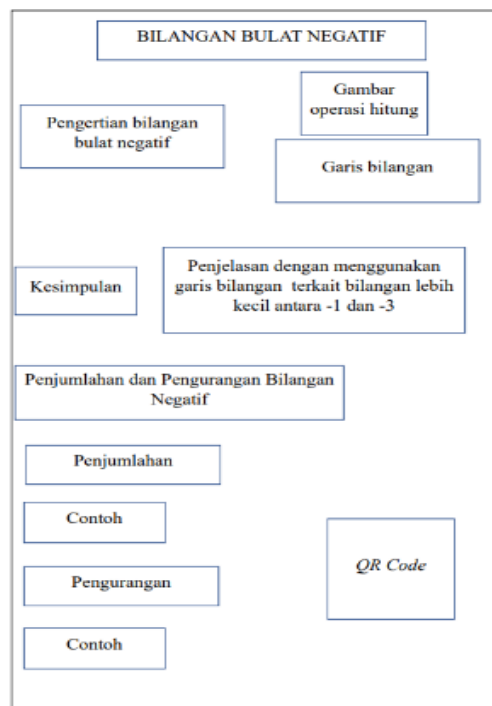 BILANGAN BULAT NEGATIF
Gambar
operasi hitung
Pengertian bilangan
bulat negatif
Garis bilangan
Kesimpulan
Penjelasan dengan menggunakan
garis bilangan terkait bilangan lebih
kecil antara -1 dan -3
Penjumlahan dan Pengurangan Bilangan
Negatif
Penjumlahan
Contoh
QR Code
Pengurangan
Contoh